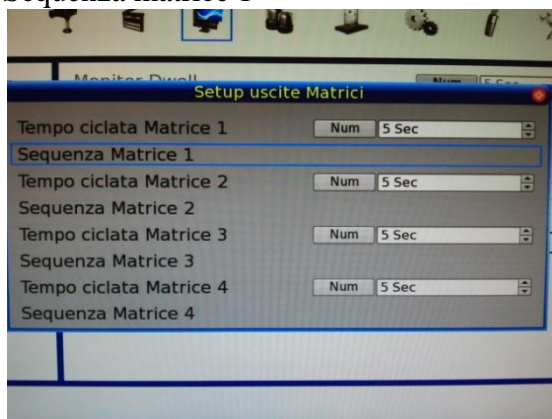 Sequenza matrice 1
Monitor Dwell Num 5 Sec
Setup uscite Matrici
Tempo ciclata Matrice 1 Num 5 Sec
Sequenza Matrice 1
Tempo ciclata Matrice 2 Num 5 Sec
Sequenza Matrice 2
Tempo ciclata Matrice 3 Num 5 Sec
Sequenza Matrice 3
Tempo ciclata Matrice 4 Num 5 Sec
Sequenza Matrice 4